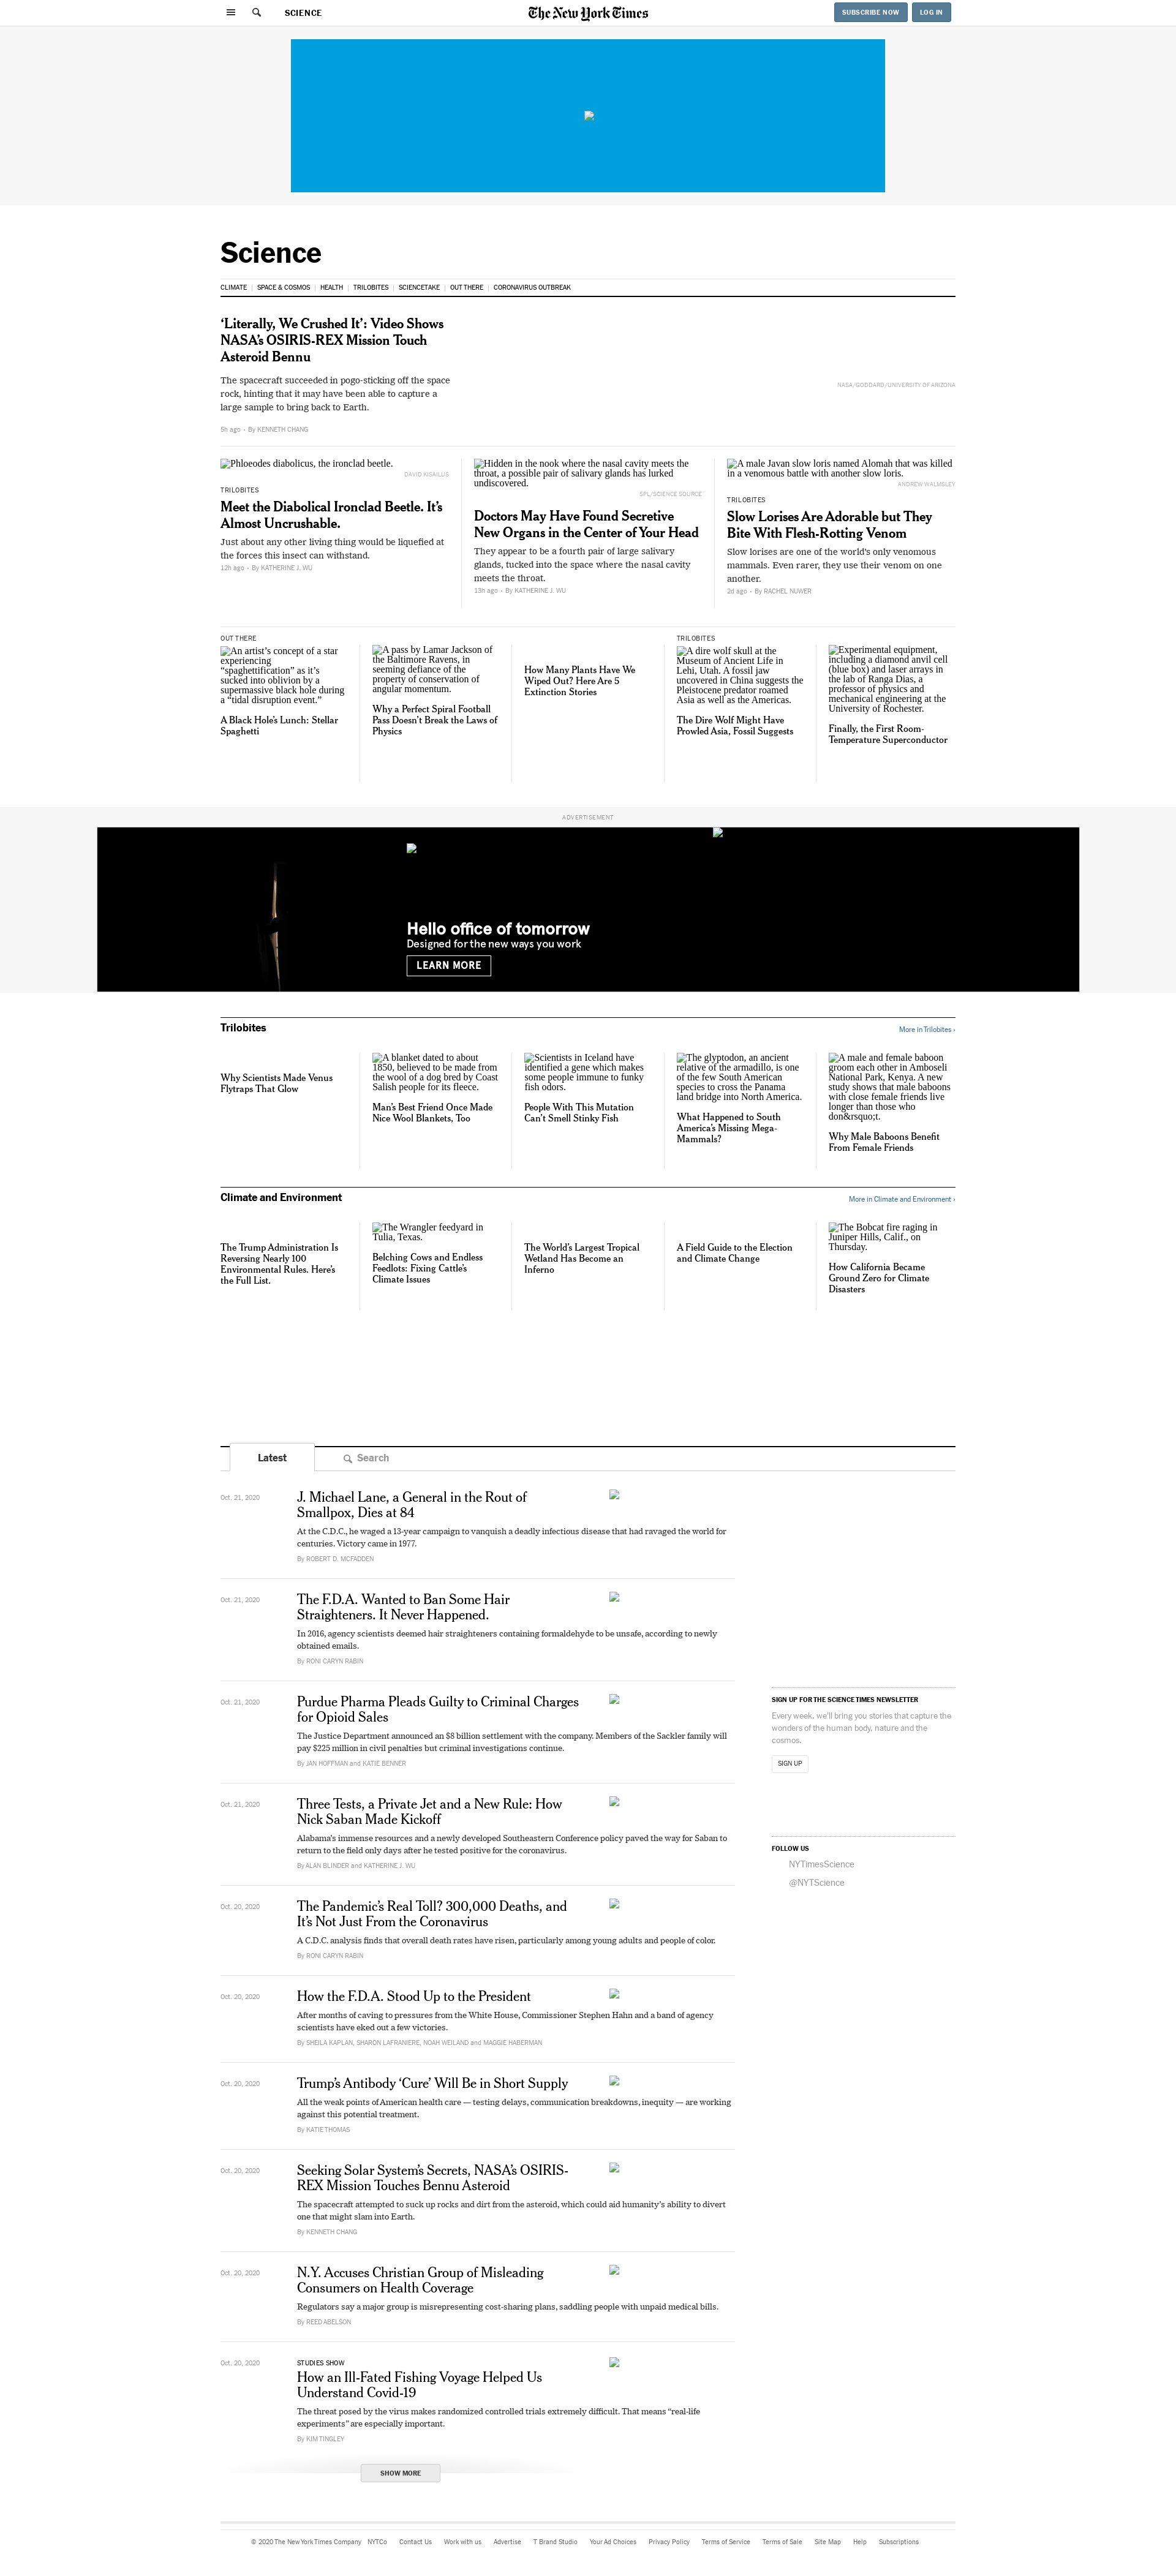 SCIENCE
The New York Times
SUBSCRIBE NOW
LOG IN
Science
CLIMATE
SPACE & COSMOS
HEALTH
TRILOBITES
SCIENCETAKE
OUT THERE
CORONAVIRUS OUTBREAK
‘Literally, We Crushed It’: Video Shows
NASA’s OSIRIS-REX Mission Touch
Asteroid Bennu
The spacecraft succeeded in pogo-sticking off the space
rock, hinting that it may have been able to capture a
large sample to bring back to Earth.
5h ago • By KENNETH CHANG
NASA/GODDARD/UNIVERSITY OF ARIZONA
Phloeodes diabolicus, the ironclad beetle.
DAVID KISAILUS
TRILOBITES
Meet the Diabolical Ironclad Beetle. It’s
Almost Uncrushable.
Just about any other living thing would be liquefied at
the forces this insect can withstand.
12h ago • By KATHERINE J. WU
Hidden in the nook where the nasal cavity meets the
throat, a possible pair of salivary glands has lurked
undiscovered.
SPL/SCIENCE SOURCE
Doctors May Have Found Secretive
New Organs in the Center of Your Head
They appear to be a fourth pair of large salivary
glands, tucked into the space where the nasal cavity
meets the throat.
13h ago • By KATHERINE J. WU
A male Javan slow loris named Alomah that was killed
in a venomous battle with another slow loris.
ANDREW WALMSLEY
TRILOBITES
Slow Lorises Are Adorable but They
Bite With Flesh-Rotting Venom
Slow lorises are one of the world’s only venomous
mammals. Even rarer, they use their venom on one
another.
2d ago • By RACHEL NUWER
OUT THERE
An artist’s concept of a star
experiencing
“spaghettification” as it’s
sucked into oblivion by a
supermassive black hole during
a “tidal disruption event.”
A Black Hole’s Lunch: Stellar
Spaghetti
A pass by Lamar Jackson of
the Baltimore Ravens, in
seeming defiance of the
property of conservation of
angular momentum.
Why a Perfect Spiral Football
Pass Doesn’t Break the Laws of
Physics
How Many Plants Have We
Wiped Out? Here Are 5
Extinction Stories
TRILOBITES
A dire wolf skull at the
Museum of Ancient Life in
Lehi, Utah. A fossil jaw
uncovered in China suggests the
Pleistocene predator roamed
Asia as well as the Americas.
The Dire Wolf Might Have
Prowled Asia, Fossil Suggests
Experimental equipment,
including a diamond anvil cell
(blue box) and laser arrays in
the lab of Ranga Dias, a
professor of physics and
mechanical engineering at the
University of Rochester.
Finally, the First Room-
Temperature Superconductor
ADVERTISEMENT
Hello office of tomorrow
Designed for the new ways you work
LEARN MORE
Trilobites
More in Trilobites ›
Why Scientists Made Venus
Flytraps That Glow
A blanket dated to about
1850, believed to be made from
the wool of a dog bred by Coast
Salish people for its fleece.
Man’s Best Friend Once Made
Nice Wool Blankets, Too
Scientists in Iceland have
identified a gene which makes
some people immune to funky
fish odors.
People With This Mutation
Can’t Smell Stinky Fish
The glyptodon, an ancient
relative of the armadillo, is one
of the few South American
species to cross the Panama
land bridge into North America.
What Happened to South
America’s Missing Mega-
Mammals?
A male and female baboon
groom each other in Amboseli
National Park, Kenya. A new
study shows that male baboons
with close female friends live
longer than those who
don&rsquo;t.
Why Male Baboons Benefit
From Female Friends
Climate and Environment
More in Climate and Environment ›
The Trump Administration Is
Reversing Nearly 100
Environmental Rules. Here’s
the Full List.
The Wrangler feedyard in
Tulia, Texas.
Belching Cows and Endless
Feedlots: Fixing Cattle’s
Climate Issues
The World’s Largest Tropical
Wetland Has Become an
Inferno
A Field Guide to the Election
and Climate Change
The Bobcat fire raging in
Juniper Hills, Calif., on
Thursday.
How California Became
Ground Zero for Climate
Disasters
Latest
Search
Oct. 21, 2020
J. Michael Lane, a General in the Rout of
Smallpox, Dies at 84
At the C.D.C., he waged a 13-year campaign to vanquish a deadly infectious disease that had ravaged the world for
centuries. Victory came in 1977.
By ROBERT D. MCFADDEN
Oct. 21, 2020
The F.D.A. Wanted to Ban Some Hair
Straighteners. It Never Happened.
In 2016, agency scientists deemed hair straighteners containing formaldehyde to be unsafe, according to newly
obtained emails.
By RONI CARYN RABIN
Oct. 21, 2020
Purdue Pharma Pleads Guilty to Criminal Charges
for Opioid Sales
The Justice Department announced an $8 billion settlement with the company. Members of the Sackler family will
pay $225 million in civil penalties but criminal investigations continue.
By JAN HOFFMAN and KATIE BENNER
Oct. 21, 2020
Three Tests, a Private Jet and a New Rule: How
Nick Saban Made Kickoff
Alabama’s immense resources and a newly developed Southeastern Conference policy paved the way for Saban to
return to the field only days after he tested positive for the coronavirus.
By ALAN BLINDER and KATHERINE J. WU
Oct. 20, 2020
The Pandemic’s Real Toll? 300,000 Deaths, and
It’s Not Just From the Coronavirus
A C.D.C. analysis finds that overall death rates have risen, particularly among young adults and people of color.
By RONI CARYN RABIN
Oct. 20, 2020
How the F.D.A. Stood Up to the President
After months of caving to pressures from the White House, Commissioner Stephen Hahn and a band of agency
scientists have eked out a few victories.
By SHEILA KAPLAN, SHARON LAFRANIERE, NOAH WEILAND and MAGGIE HABERMAN
Oct. 20, 2020
Trump’s Antibody ‘Cure’ Will Be in Short Supply
All the weak points of American health care — testing delays, communication breakdowns, inequity — are working
against this potential treatment.
By KATIE THOMAS
Oct. 20, 2020
Seeking Solar System’s Secrets, NASA’s OSIRIS-
REX Mission Touches Bennu Asteroid
The spacecraft attempted to suck up rocks and dirt from the asteroid, which could aid humanity’s ability to divert
one that might slam into Earth.
By KENNETH CHANG
Oct. 20, 2020
N.Y. Accuses Christian Group of Misleading
Consumers on Health Coverage
Regulators say a major group is misrepresenting cost-sharing plans, saddling people with unpaid medical bills.
By REED ABELSON
Oct. 20, 2020
STUDIES SHOW
How an Ill-Fated Fishing Voyage Helped Us
Understand Covid-19
The threat posed by the virus makes randomized controlled trials extremely difficult. That means “real-life
experiments” are especially important.
By KIM TINGLEY
SHOW MORE
SIGN UP FOR THE SCIENCE TIMES NEWSLETTER
Every week, we’ll bring you stories that capture the
wonders of the human body, nature and the
cosmos.
SIGN UP
FOLLOW US
NYTimesScience
@NYTScience
© 2020 The New York Times Company
NYTCo
Contact Us
Work with us
Advertise
T Brand Studio
Your Ad Choices
Privacy Policy
Terms of Service
Terms of Sale
Site Map
Help
Subscriptions